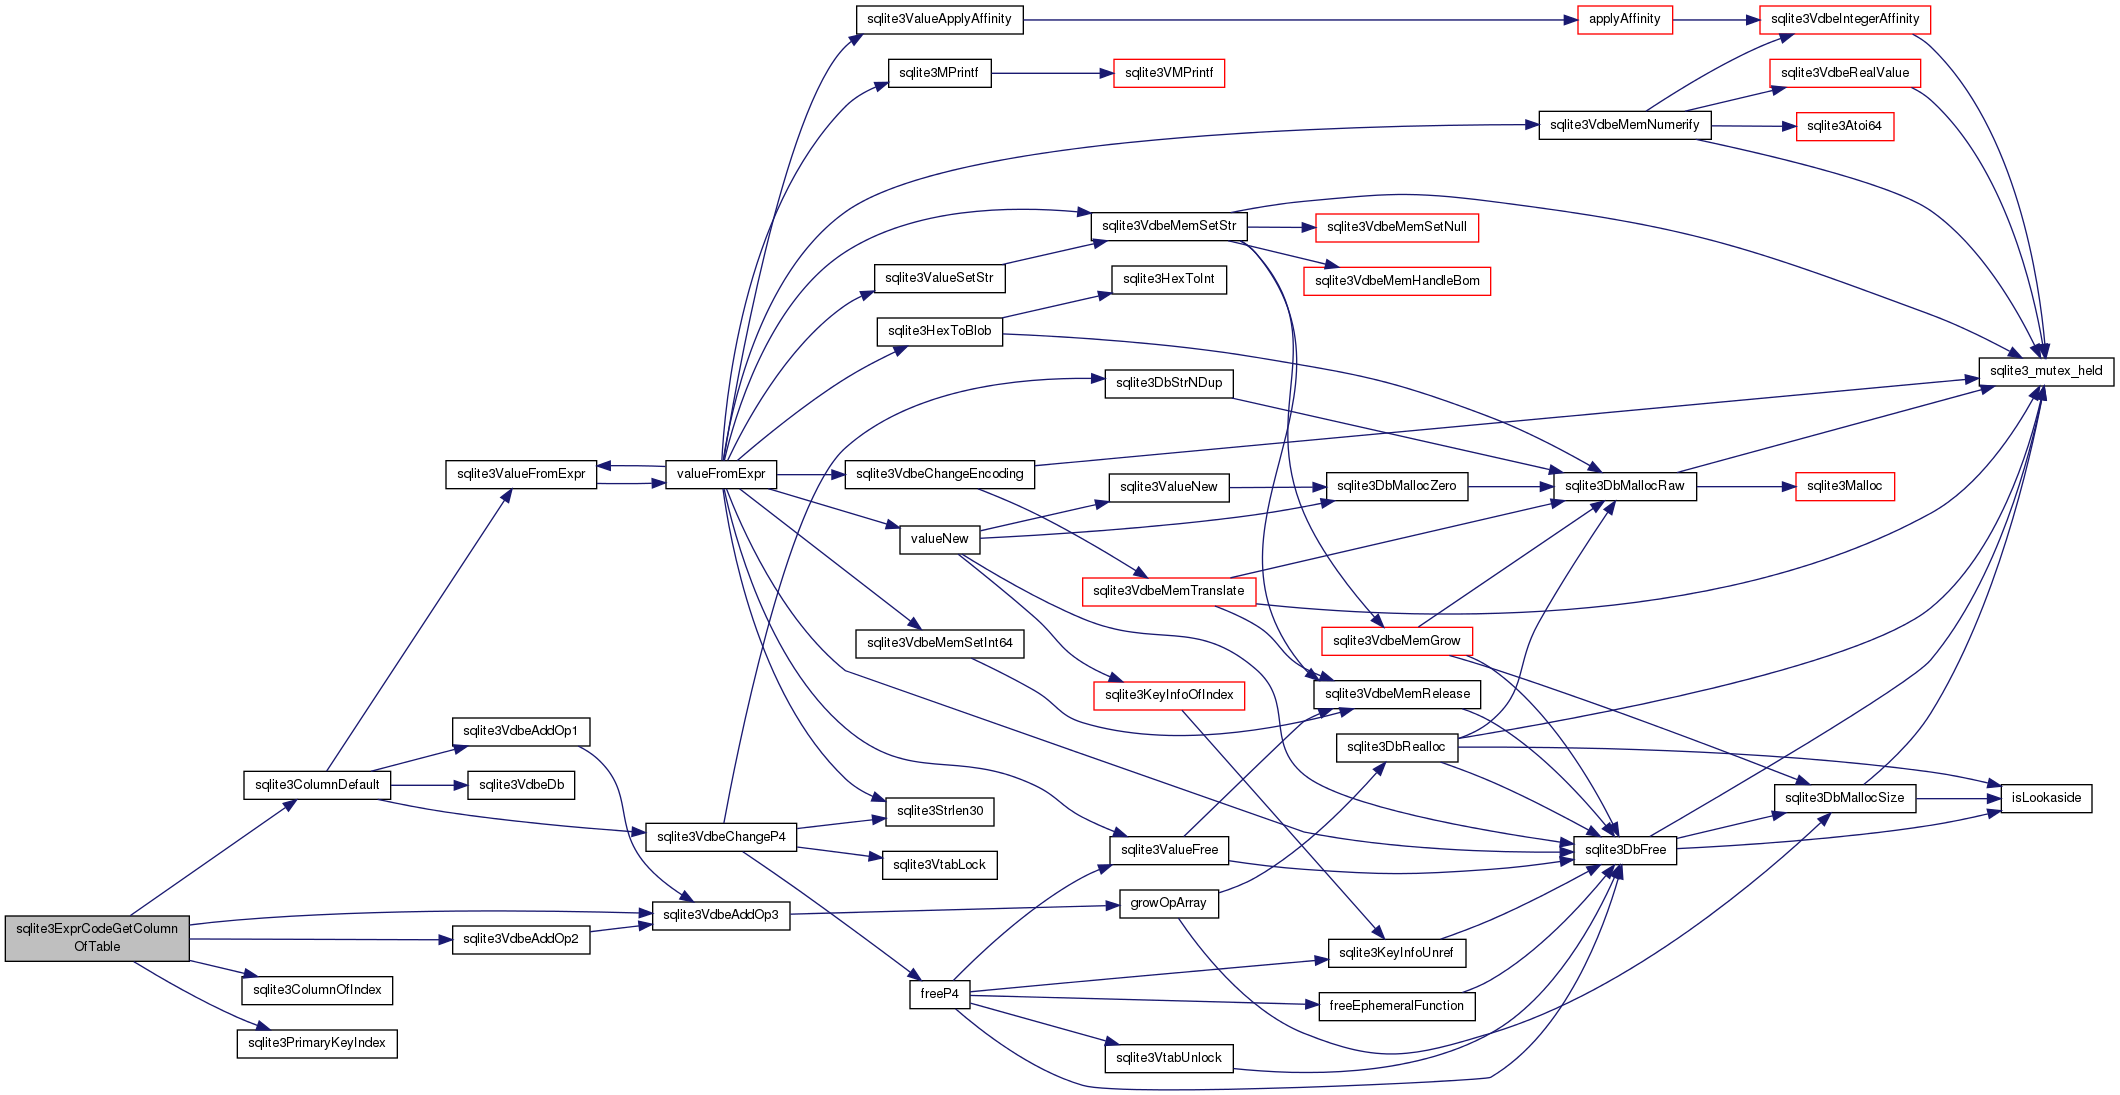 sqlite3ValueApplyAffinity
applyAffinity
sqlite3VdbeIntegerAffinity
sqlite3MPrintf
sqlite3VMPrintf
sqlite3VdbeRealValue
sqlite3VdbeMemNumerify
sqlite3Atoi64
sqlite3VdbeMemSetStr
sqlite3VdbeMemSetNull
sqlite3ValueSetStr
sqlite3HexToInt
sqlite3VdbeMemHandleBom
sqlite3HexToBlob
sqlite3DbStrNDup
sqlite3_mutex_held
sqlite3ValueFromExpr
valueFromExpr
sqlite3VdbeChangeEncoding
sqlite3ValueNew
sqlite3DbMallocZero
sqlite3DbMallocRaw
sqlite3Malloc
valueNew
sqlite3VdbeMemTranslate
sqlite3VdbeMemSetInt64
sqlite3VdbeMemGrow
sqlite3KeyInfoOfIndex
sqlite3VdbeMemRelease
sqlite3VdbeAddOp1
sqlite3DbRealloc
sqlite3ColumnDefault
sqlite3VdbeDb
sqlite3Strlen30
sqlite3DbMallocSize
isLookaside
sqlite3VdbeChangeP4
sqlite3VtabLock
sqlite3ValueFree
sqlite3DbFree
sqlite3ExprCodeGetColumn
OfTable
sqlite3VdbeAddOp3
growOpArray
sqlite3VdbeAddOp2
sqlite3KeyInfoUnref
sqlite3ColumnOfIndex
freeP4
freeEphemeralFunction
sqlite3PrimaryKeyIndex
sqlite3VtabUnlock